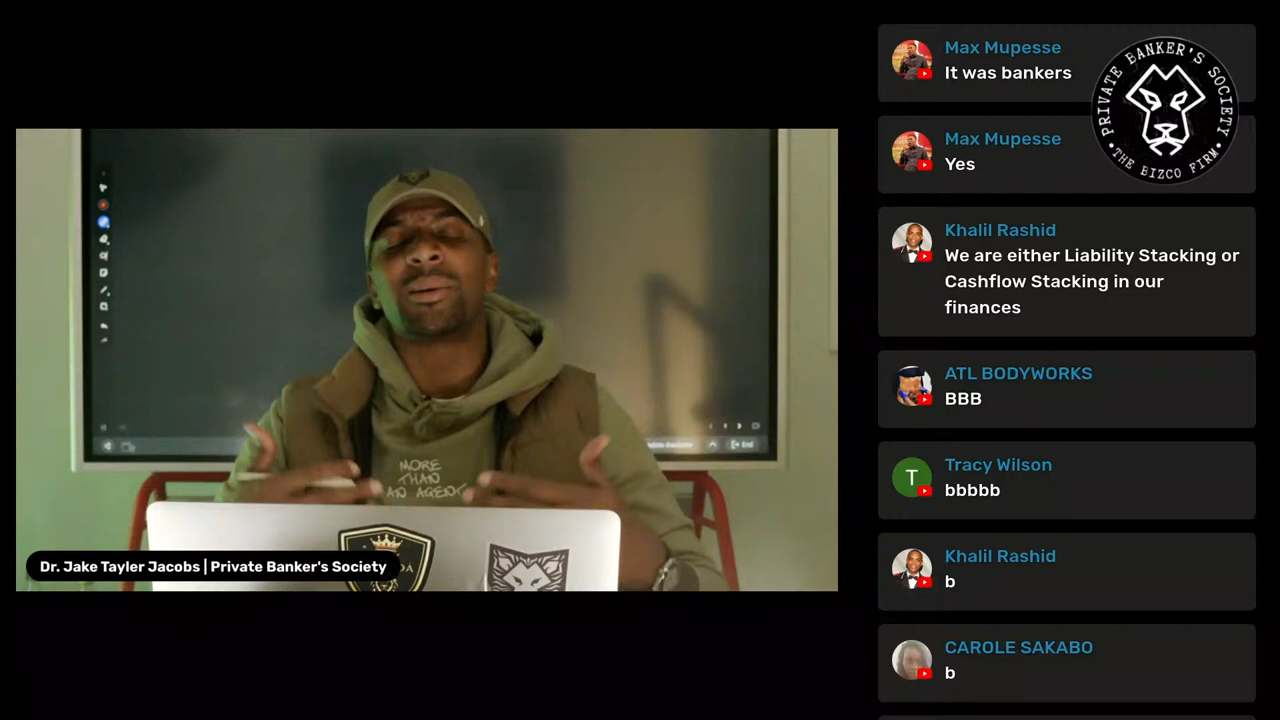 Max Mupesse
It was bankers
PRIVATE BANKER'S SOCIETY
• THE BIZCO FIRM •
Max Mupesse
Yes
Khalil Rashid
We are either Liability Stacking or
Cashflow Stacking in our
finances
ATL BODYWORKS
BBB
T
Tracy Wilson
bbbbb
Khalil Rashid
b
CAROLE SAKABO
b
End
MORE
THAN
AN AGENT
Dr. Jake Tayler Jacobs | Private Banker's Society